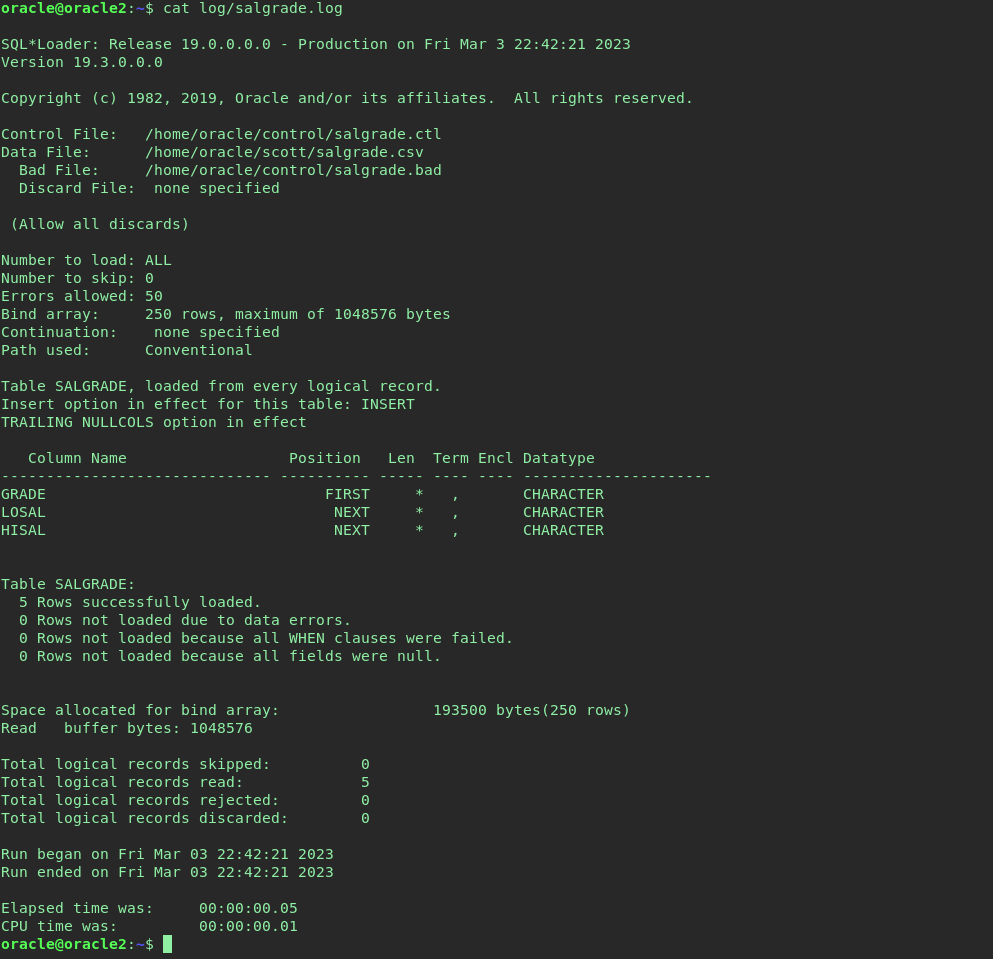 oracle@oracle2:~$ cat log/salgrade.log

SQL*Loader: Release 19.0.0.0.0 - Production on Fri Mar 3 22:42:21 2023
Version 19.3.0.0.0

Copyright (c) 1982, 2019, Oracle and/or its affiliates.  All rights reserved.

Control File:   /home/oracle/control/salgrade.ctl
Data File:      /home/oracle/scott/salgrade.csv
  Bad File:     /home/oracle/control/salgrade.bad
  Discard File:  none specified

 (Allow all discards)

Number to load: ALL
Number to skip: 0
Errors allowed: 50
Bind array:     250 rows, maximum of 1048576 bytes
Continuation:    none specified
Path used:      Conventional

Table SALGRADE, loaded from every logical record.
Insert option in effect for this table: INSERT
TRAILING NULLCOLS option in effect

   Column Name                  Position   Len  Term Encl Datatype
------------------------------ ---------- ----- ---- ---- ---------------------
GRADE                               FIRST     *   ,       CHARACTER
LOSAL                                NEXT     *   ,       CHARACTER
HISAL                                NEXT     *   ,       CHARACTER


Table SALGRADE:
  5 Rows successfully loaded.
  0 Rows not loaded due to data errors.
  0 Rows not loaded because all WHEN clauses were failed.
  0 Rows not loaded because all fields were null.


Space allocated for bind array:                 193500 bytes(250 rows)
Read   buffer bytes: 1048576

Total logical records skipped:          0
Total logical records read:             5
Total logical records rejected:         0
Total logical records discarded:        0

Run began on Fri Mar 03 22:42:21 2023
Run ended on Fri Mar 03 22:42:21 2023

Elapsed time was:     00:00:00.05
CPU time was:         00:00:00.01
oracle@oracle2:~$